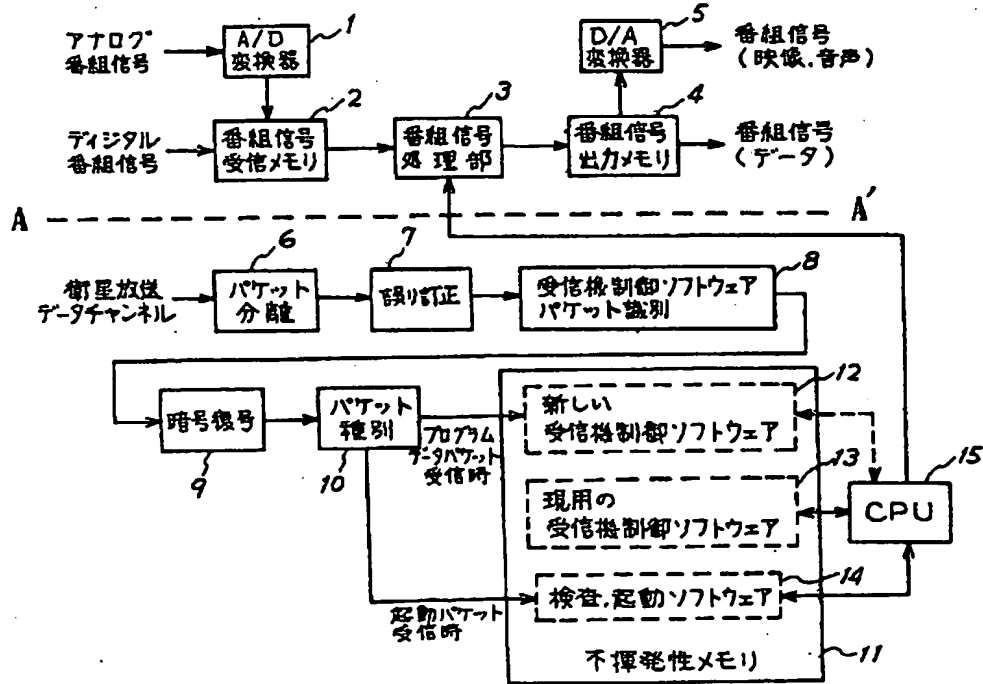 アナログ
番組信号
A/D
変換器
1
D/A
変換器
5
番組信号
(映像.音声)
ディジタル
番組信号
番組信号
受信メモリ
2
番組信号
処理部
3
番組信号
出力メモリ
4
番組信号
(データ)
A
A'
衛星放送
データチャンネル
パケット
分離
6
誤り訂正
7
受信機制御ソフトウェア
パケット識別
8
暗号復号
9
パケット
種別
10
プログラム
データパケット
受信時
新しい
受信機制御ソフトウェア
12
現用の
受信機制御ソフトウェア
13
CPU
15
起動パケット
受信時
検査.起動ソフトウェア
14
不揮発性メモリ
11